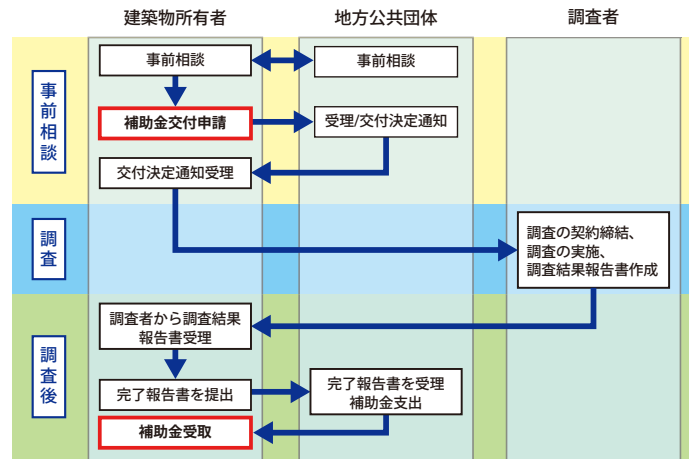 建築物所有者
地方公共団体
調査者
事前相談
事前相談
事前相談
補助金交付申請
受理/交付決定通知
交付決定通知受理
調査
調査の契約締結、
調査の実施、
調査結果報告書作成
調査後
調査者から調査結果
報告書受理
完了報告書を提出
完了報告書を受理
補助金支出
補助金受取